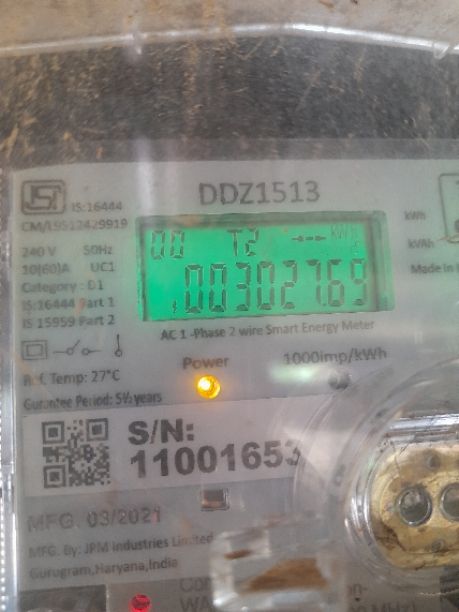 DDZ1513
IS:16444
CM/L9512429919
240 V 50Hz
10(60)A UC1
Category : D1
IS:16444 Part 1
IS 15959 Part 2
00 T2 kWh
003027.69
kWh
kVAh
Made in
AC 1 -Phase 2 wire Smart Energy Meter
Power
1000imp/kWh
Ref. Temp: 27°C
Gurantee Period: 5½ years
S/N:
11001653
MFG. 03/2021
MFG. By: JPM Industries Limited
Gurugram,Haryana,India